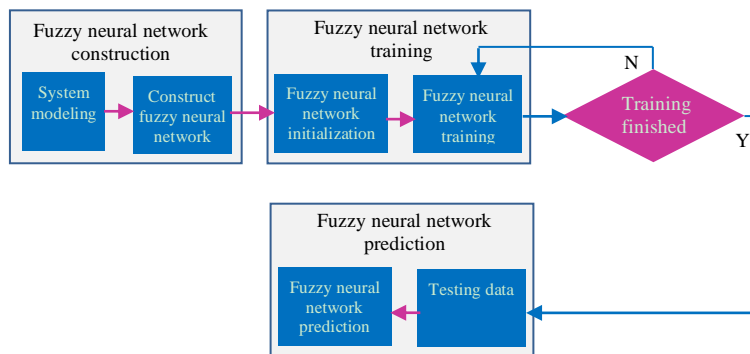 Fuzzy neural network
construction
System
modeling
Construct
fuzzy neural
network
Fuzzy neural network
training
Fuzzy neural
network
initialization
Fuzzy neural
network
training
N
Training
finished
Y
Fuzzy neural network
prediction
Fuzzy neural
network
prediction
Testing data